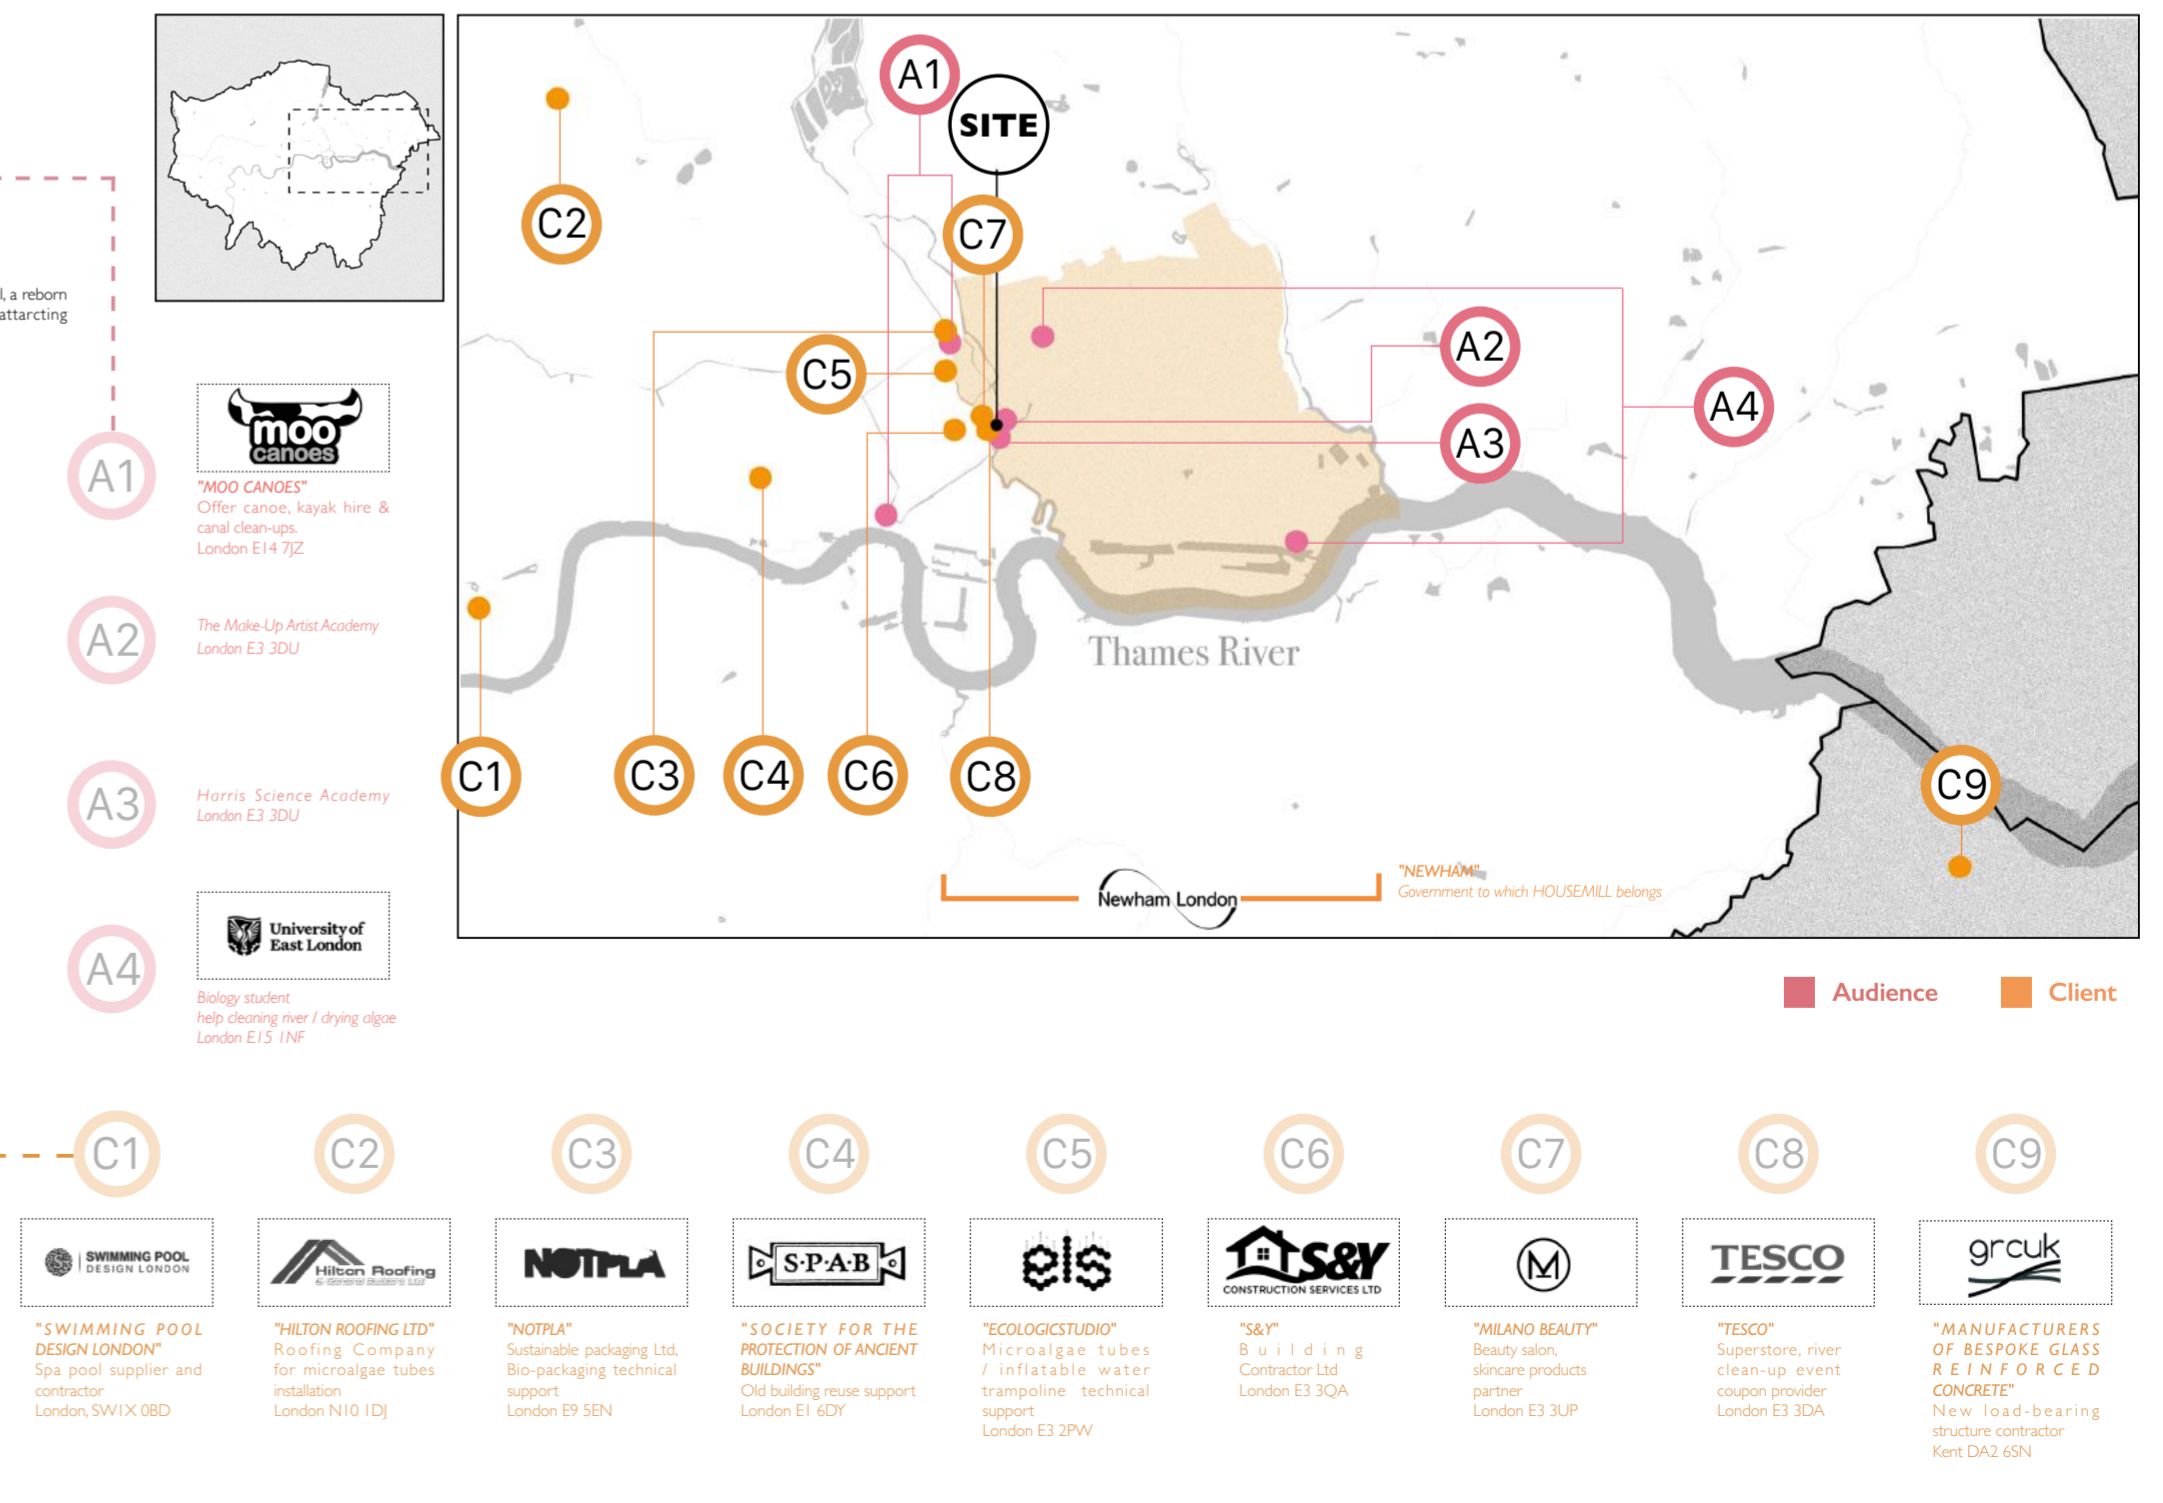 l, a reborn
attarcting
A1
SITE
C2
C7
A2
C5
A4
A3
Thames River
C1
C3
C4
C6
C8
C9
Newham London
"NEWHAM"
Government to which HOUSEMILL belongs
Audience
Client
A1
moo
canoes
"MOO CANOES"
Offer canoe, kayak hire &
canal clean-ups.
London E14 7JZ
A2
The Make-Up Artist Academy
London E3 3DU
A3
Harris Science Academy
London E3 3DU
A4
University of
East London
Biology student
help cleaning river / drying algae
London E15 1NF
C1
SWIMMING POOL
DESIGN LONDON
"SWIMMING POOL
DESIGN LONDON"
Spa pool supplier and
contractor
London, SW1X 0BD
C2
Hilton Roofing
& General Builders Ltd
"HILTON ROOFING LTD"
Roofing Company
for microalgae tubes
installation
London N10 1DJ
C3
NOTPLA
"NOTPLA"
Sustainable packaging Ltd,
Bio-packaging technical
support
London E9 5EN
C4
S·P·A·B
"SOCIETY FOR THE
PROTECTION OF ANCIENT
BUILDINGS"
Old building reuse support
London E1 6DY
C5
els
"ECOLOGICSTUDIO"
Microalgae tubes
/ inflatable water
trampoline technical
support
London E3 2PW
C6
S&Y
CONSTRUCTION SERVICES LTD
"S&Y"
Building
Contractor Ltd
London E3 3QA
C7
M
"MILANO BEAUTY"
Beauty salon,
skincare products
partner
London E3 3UP
C8
TESCO
"TESCO"
Superstore, river
clean-up event
coupon provider
London E3 3DA
C9
grcuk
"MANUFACTURERS
OF BESPOKE GLASS
REINFORCED
CONCRETE"
New load-bearing
structure contractor
Kent DA2 6SN